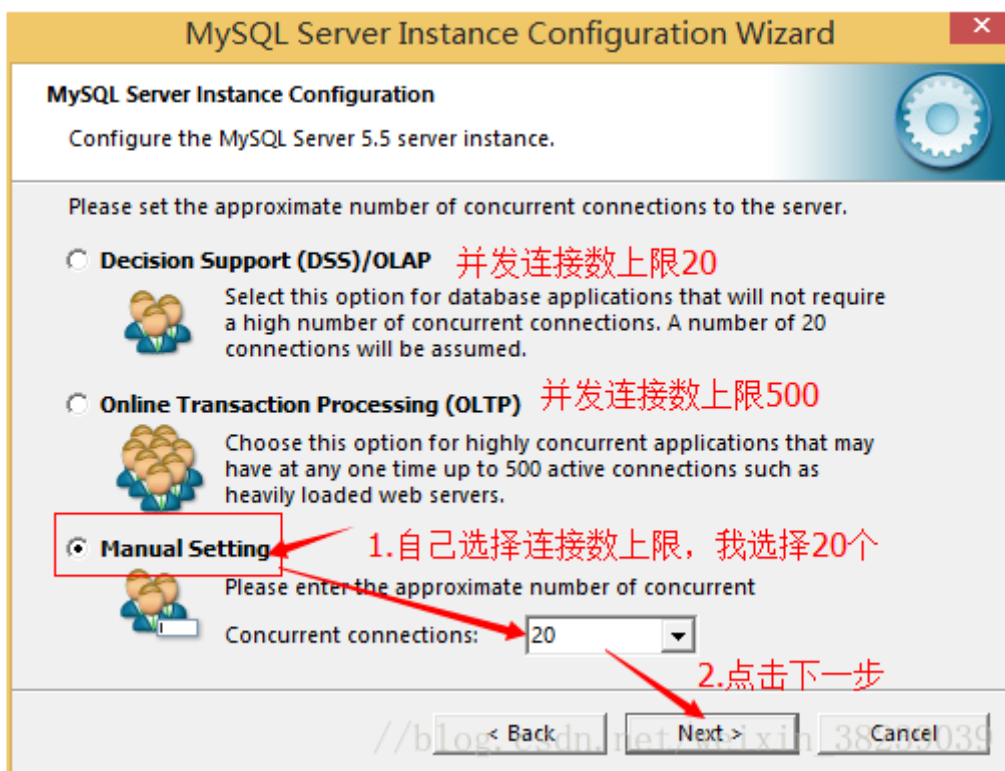 MySQL Server Instance Configuration Wizard
MySQL Server Instance Configuration
Configure the MySQL Server 5.5 server instance.
Please set the approximate number of concurrent connections to the server.
Decision Support (DSS)/OLAP 并发连接数上限20
Select this option for database applications that will not require
a high number of concurrent connections. A number of 20
connections will be assumed.
Online Transaction Processing (OLTP) 并发连接数上限500
Choose this option for highly concurrent applications that may
have at any one time up to 500 active connections such as
heavily loaded web servers.
Manual Setting 1.自己选择连接数上限，我选择20个
Please enter the approximate number of concurrent
Concurrent connections: 20
2.点击下一步
< Back Next > Cancel
//blog.csdn.net/weixin_38239039